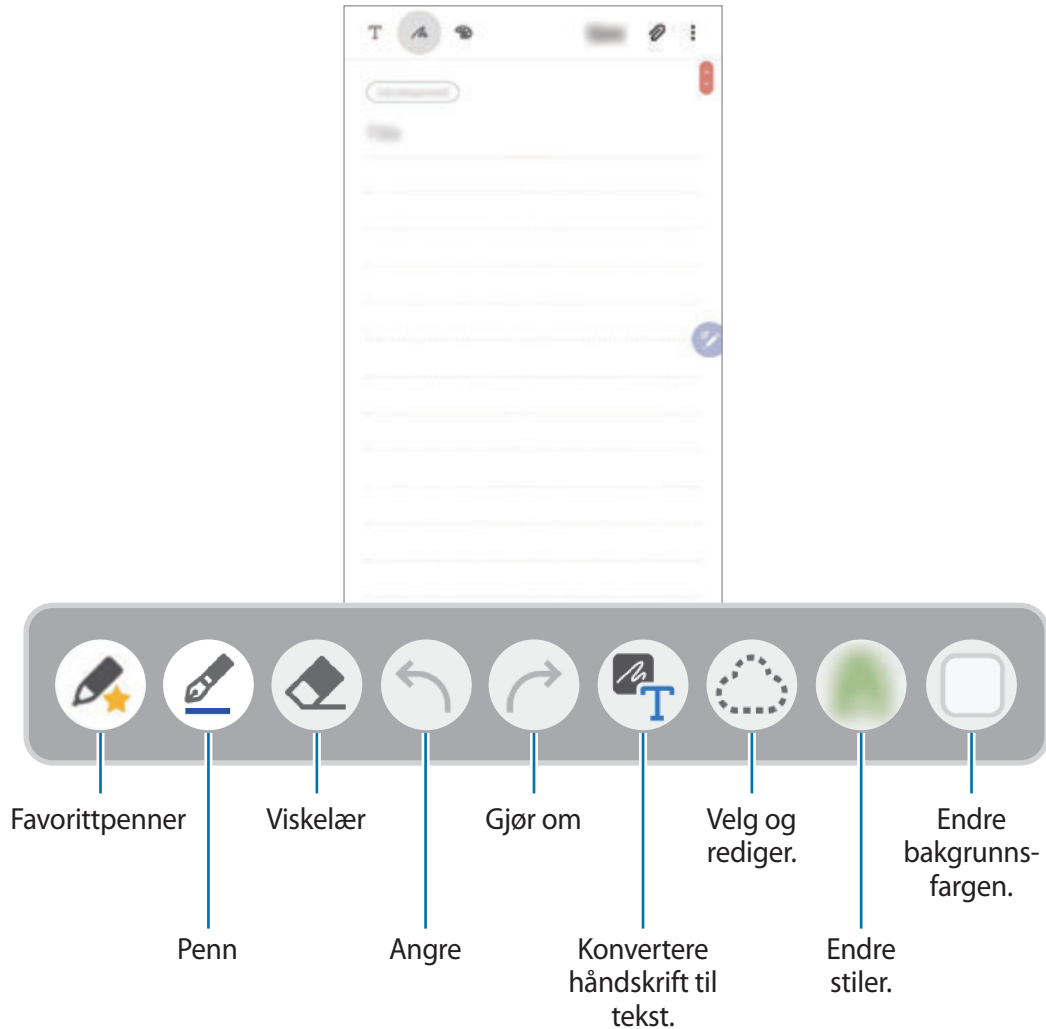 T
T
Favorittpenner
Viskelær
Gjør om
Velg og
rediger.
Endre
bakgrunns-
fargen.
Penn
Angre
Konvertere
håndskrift til
tekst.
Endre
stiler.